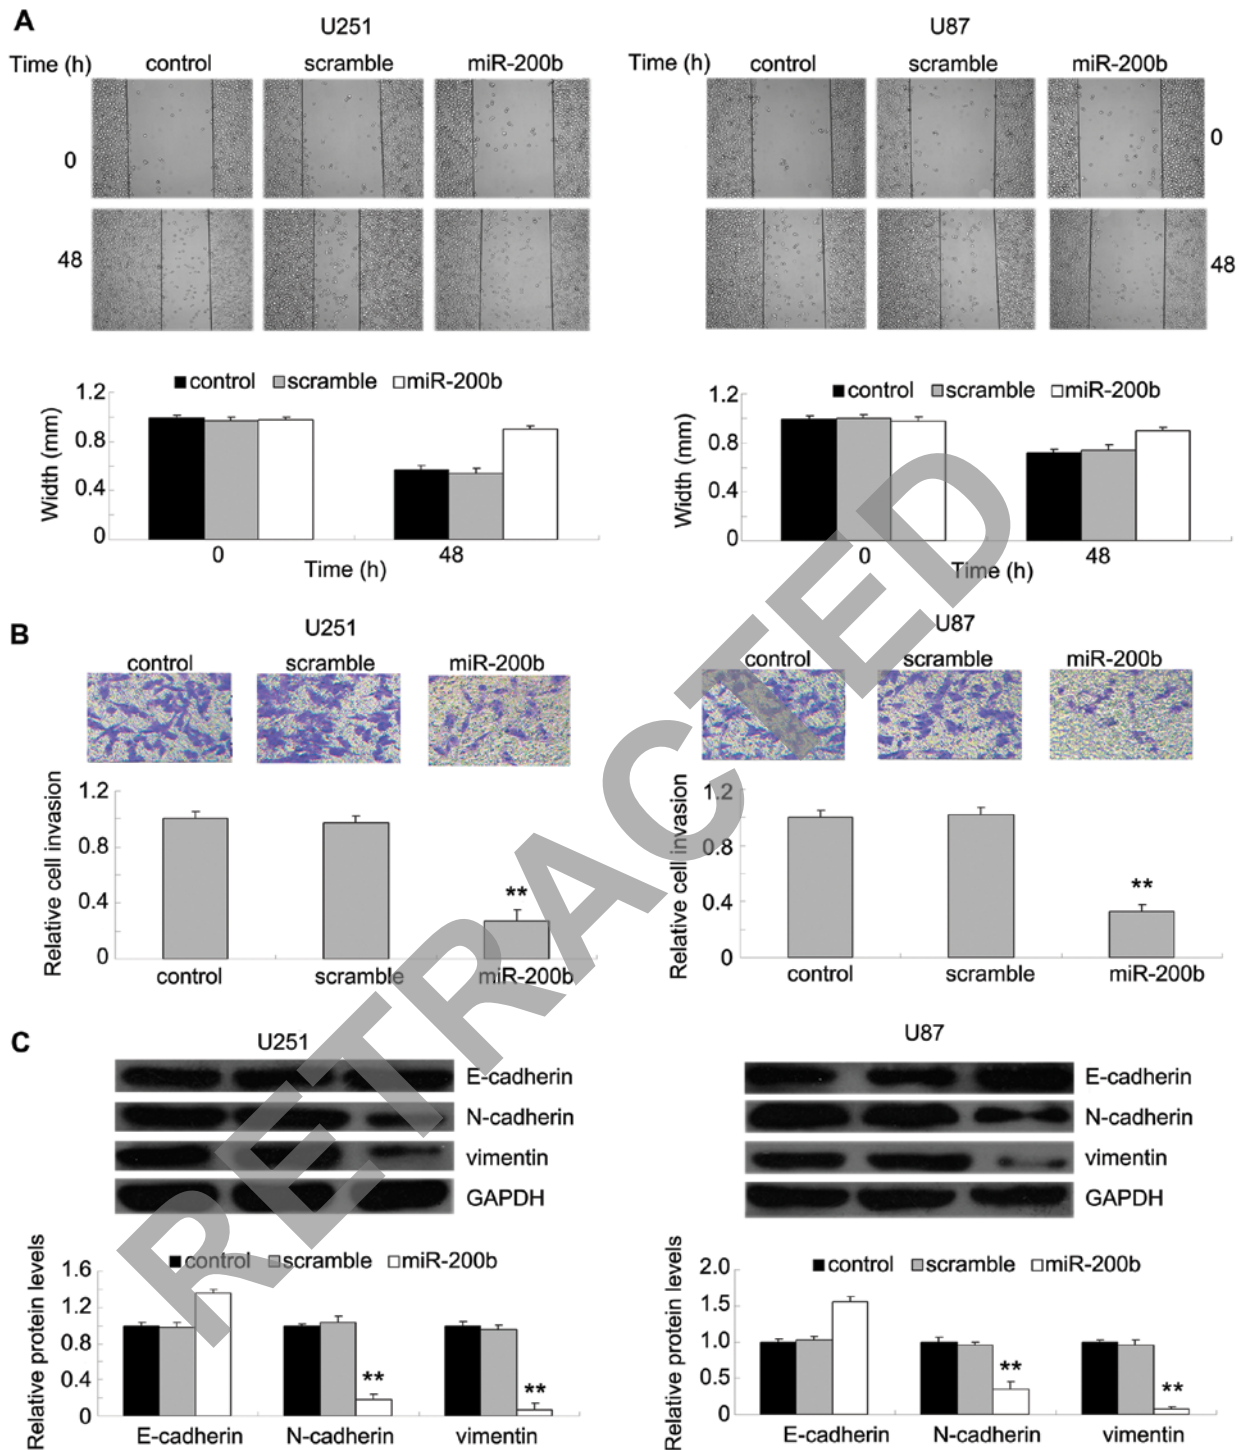 A
U251
U87
Time (h) control scramble miR-200b
Time (h) control scramble miR-200b
0
0
48
48
control scramble miR-200b
control scramble miR-200b
1.2
0.8
0.4
0
Width (mm)
0 48
Time (h)
1.2
0.8
0.4
0
Width (mm)
0 48
Time (h)
B
U251
U87
control scramble miR-200b
control scramble miR-200b
1.2
0.8
0.4
0
Relative cell invasion
**
control scramble miR-200b
1.2
0.8
0.4
0
Relative cell invasion
**
control scramble miR-200b
C
U251
U87
E-cadherin
N-cadherin
vimentin
GAPDH
E-cadherin
N-cadherin
vimentin
GAPDH
control scramble miR-200b
control scramble miR-200b
1.6
1.2
0.8
0.4
0
Relative protein levels
**
**
E-cadherin N-cadherin vimentin
2.0
1.5
1.0
0.5
0
Relative protein levels
**
**
E-cadherin N-cadherin vimentin
RETRACTED